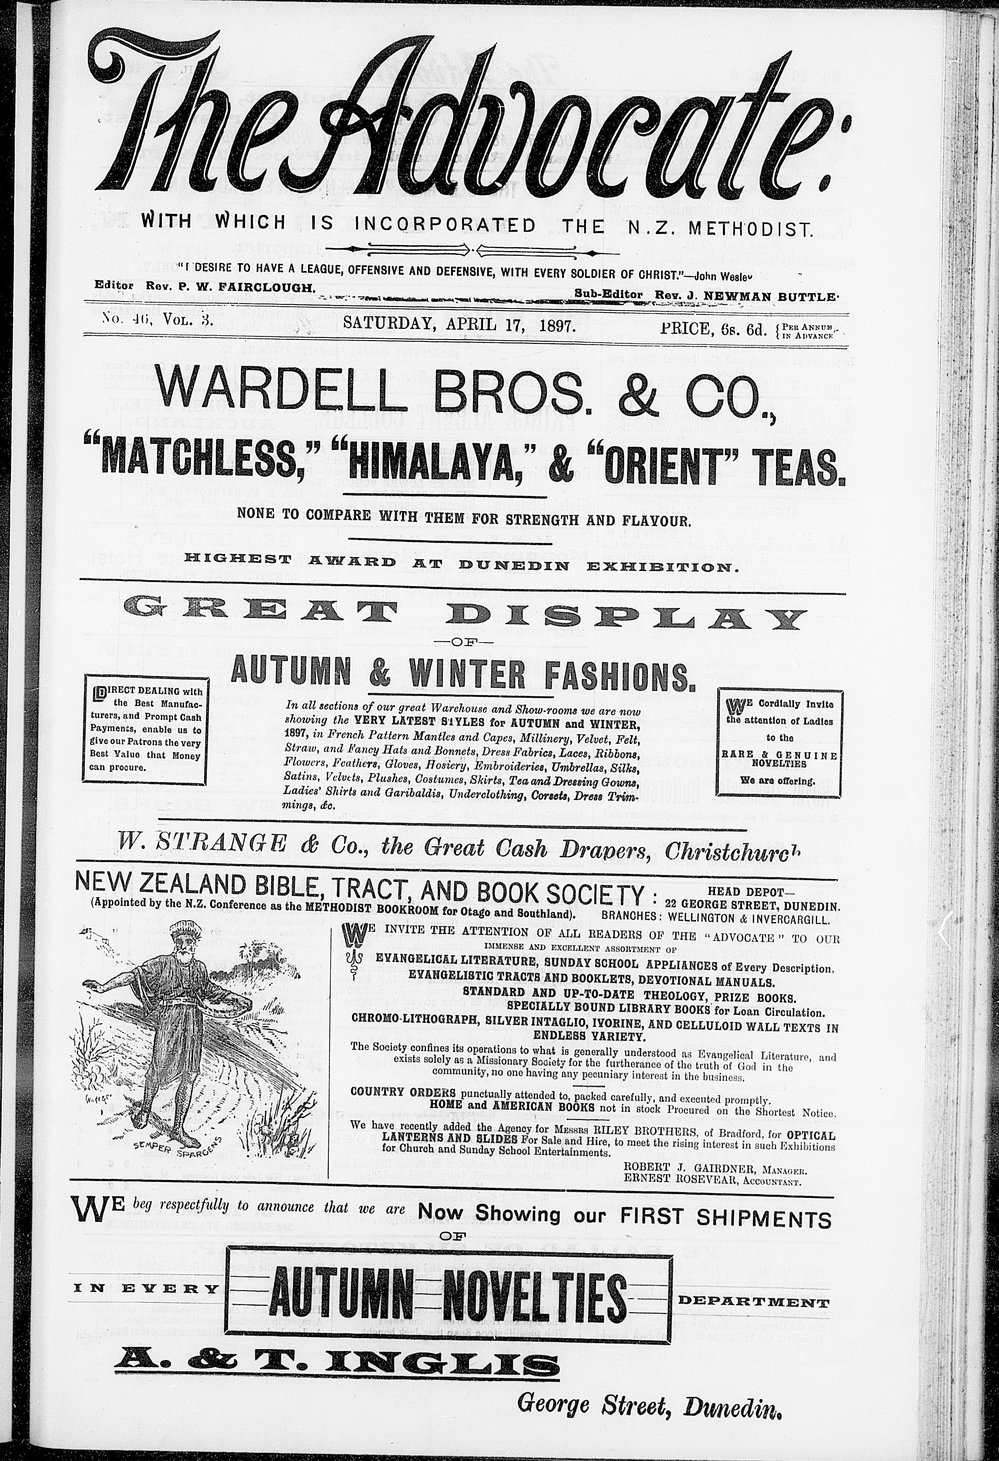 The Advocate:
WITH WHICH IS INCORPORATED THE N.Z. METHODIST.
"I DESIRE TO HAVE A LEAGUE, OFFENSIVE AND DEFENSIVE, WITH EVERY SOLDIER OF CHRIST."—John Wesley
Editor Rev. P. W. FAIRCLOUGH.
Sub-Editor Rev. J. NEWMAN BUTTLE.
No. 46, Vol. 3.
SATURDAY, APRIL 17, 1897.
PRICE, 6s. 6d. { Per Annum
in Advance
WARDELL BROS. & CO.,
"MATCHLESS," "HIMALAYA," & "ORIENT" TEAS.
NONE TO COMPARE WITH THEM FOR STRENGTH AND FLAVOUR.
HIGHEST AWARD AT DUNEDIN EXHIBITION.
GREAT DISPLAY
—OF—
AUTUMN & WINTER FASHIONS.
DIRECT DEALING with
the Best Manufac-
turers, and Prompt Cash
Payments, enable us to
give our Patrons the very
Best Value that Money
can procure.
In all sections of our great Warehouse and Show-rooms we are now
showing the VERY LATEST STYLES for AUTUMN and WINTER,
1897, in French Pattern Mantles and Capes, Millinery, Velvet, Felt,
Straw, and Fancy Hats and Bonnets, Dress Fabrics, Laces, Ribbons,
Flowers, Feathers, Gloves, Hosiery, Embroideries, Umbrellas, Silks,
Satins, Velvets, Plushes, Costumes, Skirts, Tea and Dressing Gowns,
Ladies' Shirts and Garibaldis, Underclothing, Corsets, Dress Trim-
mings, &c.
WE Cordially Invite
the attention of Ladies
to the
RARE & GENUINE
NOVELTIES
We are offering.
W. STRANGE & Co., the Great Cash Drapers, Christchurch
NEW ZEALAND BIBLE, TRACT, AND BOOK SOCIETY :
(Appointed by the N.Z. Conference as the METHODIST BOOKROOM for Otago and Southland).
HEAD DEPOT—
22 GEORGE STREET, DUNEDIN.
BRANCHES: WELLINGTON & INVERCARGILL.
WE INVITE THE ATTENTION OF ALL READERS OF THE "ADVOCATE" TO OUR
IMMENSE AND EXCELLENT ASSORTMENT OF
EVANGELICAL LITERATURE, SUNDAY SCHOOL APPLIANCES of Every Description.
EVANGELISTIC TRACTS AND BOOKLETS, DEVOTIONAL MANUALS.
STANDARD AND UP-TO-DATE THEOLOGY, PRIZE BOOKS.
SPECIALLY BOUND LIBRARY BOOKS for Loan Circulation.
CHROMO-LITHOGRAPH, SILVER INTAGLIO, IVORINE, AND CELLULOID WALL TEXTS IN
ENDLESS VARIETY.
The Society confines its operations to what is generally understood as Evangelical Literature, and
exists solely as a Missionary Society for the furtherance of the truth of God in the
community, no one having any pecuniary interest in the business.
COUNTRY ORDERS punctually attended to, packed carefully, and executed promptly.
HOME and AMERICAN BOOKS not in stock Procured on the Shortest Notice.
We have recently added the Agency for Messrs RILEY BROTHERS, of Bradford, for OPTICAL
LANTERNS AND SLIDES For Sale and Hire, to meet the rising interest in such Exhibitions
for Church and Sunday School Entertainments.
ROBERT J. GAIRDNER, Manager.
ERNEST ROSEVEAR, Accountant.
SEMPER SPARGENS
WE beg respectfully to announce that we are Now Showing our FIRST SHIPMENTS
OF
IN EVERY AUTUMN NOVELTIES DEPARTMENT
A. & T. INGLIS
George Street, Dunedin.